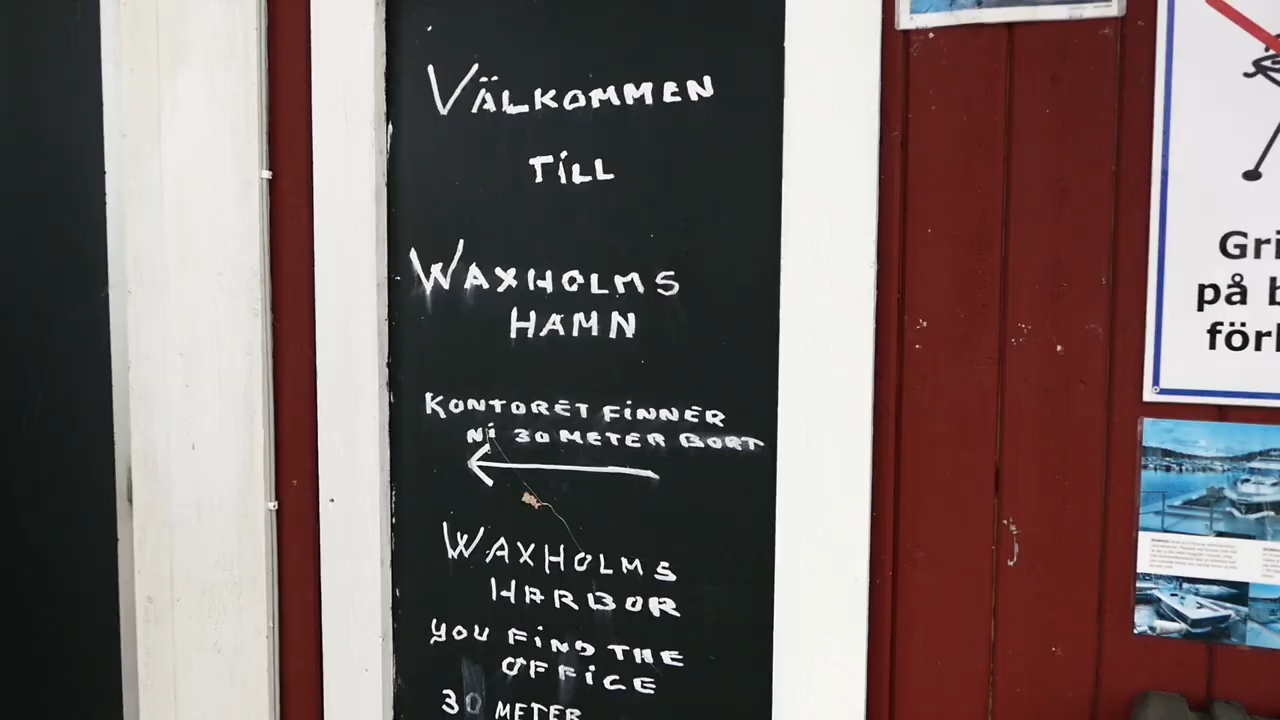 VÄLKOMMEN
TILL
WAXHOLMS
HAMN
KONTORET FINNER
NI 30 METER BORT
WAXHOLMS
HARBOR
YOU FIND THE
OFFICE
30 METER
Gri
på b
förl